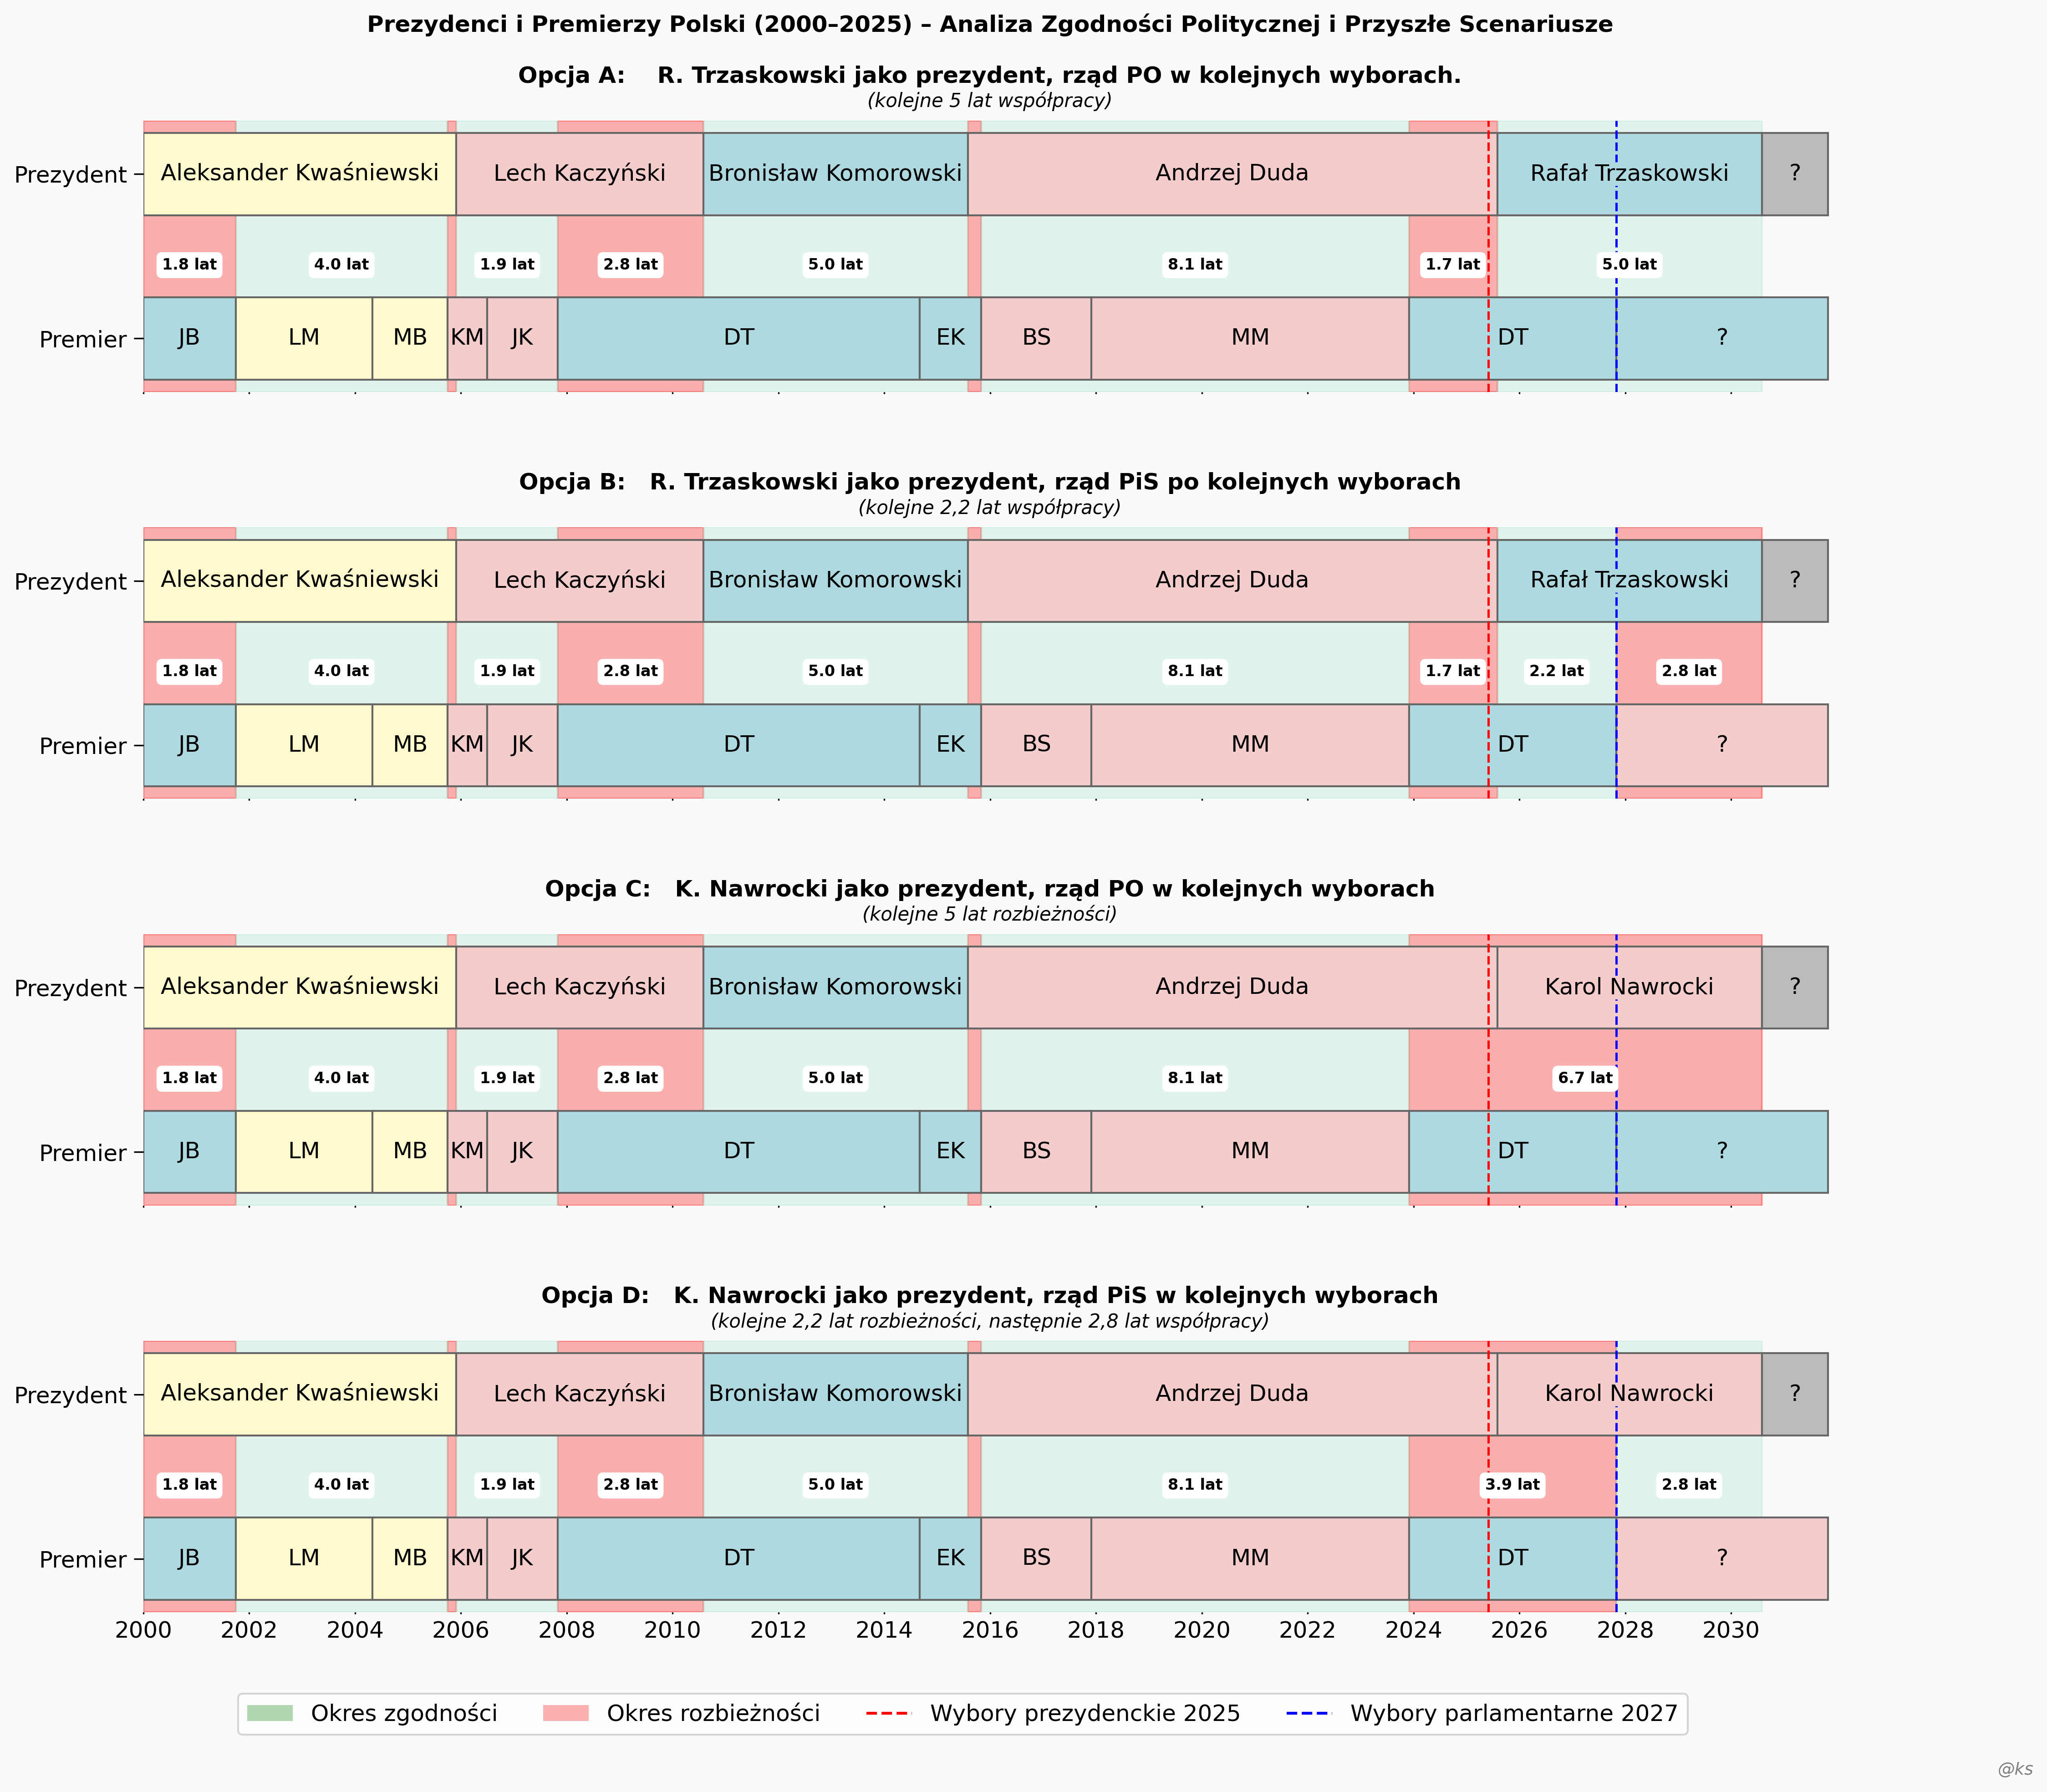 Prezydenci i Premierzy Polski (2000–2025) – Analiza Zgodności Politycznej i Przyszłe Scenariusze
Opcja A: R. Trzaskowski jako prezydent, rząd PO w kolejnych wyborach.
(kolejne 5 lat współpracy)
Prezydent Aleksander Kwaśniewski Lech Kaczyński Bronisław Komorowski Andrzej Duda Rafał Trzaskowski ?
1.8 lat 4.0 lat 1.9 lat 2.8 lat 5.0 lat 8.1 lat 1.7 lat 5.0 lat
Premier JB LM MB KM JK DT EK BS MM DT ?
Opcja B: R. Trzaskowski jako prezydent, rząd PiS po kolejnych wyborach
(kolejne 2,2 lat współpracy)
Prezydent Aleksander Kwaśniewski Lech Kaczyński Bronisław Komorowski Andrzej Duda Rafał Trzaskowski ?
1.8 lat 4.0 lat 1.9 lat 2.8 lat 5.0 lat 8.1 lat 1.7 lat 2.2 lat 2.8 lat
Premier JB LM MB KM JK DT EK BS MM DT ?
Opcja C: K. Nawrocki jako prezydent, rząd PO w kolejnych wyborach
(kolejne 5 lat rozbieżności)
Prezydent Aleksander Kwaśniewski Lech Kaczyński Bronisław Komorowski Andrzej Duda Karol Nawrocki ?
1.8 lat 4.0 lat 1.9 lat 2.8 lat 5.0 lat 8.1 lat 6.7 lat
Premier JB LM MB KM JK DT EK BS MM DT ?
Opcja D: K. Nawrocki jako prezydent, rząd PiS w kolejnych wyborach
(kolejne 2,2 lat rozbieżności, następnie 2,8 lat współpracy)
Prezydent Aleksander Kwaśniewski Lech Kaczyński Bronisław Komorowski Andrzej Duda Karol Nawrocki ?
1.8 lat 4.0 lat 1.9 lat 2.8 lat 5.0 lat 8.1 lat 3.9 lat 2.8 lat
Premier JB LM MB KM JK DT EK BS MM DT ?
2000 2002 2004 2006 2008 2010 2012 2014 2016 2018 2020 2022 2024 2026 2028 2030
Okres zgodności Okres rozbieżności Wybory prezydenckie 2025 Wybory parlamentarne 2027
@ks